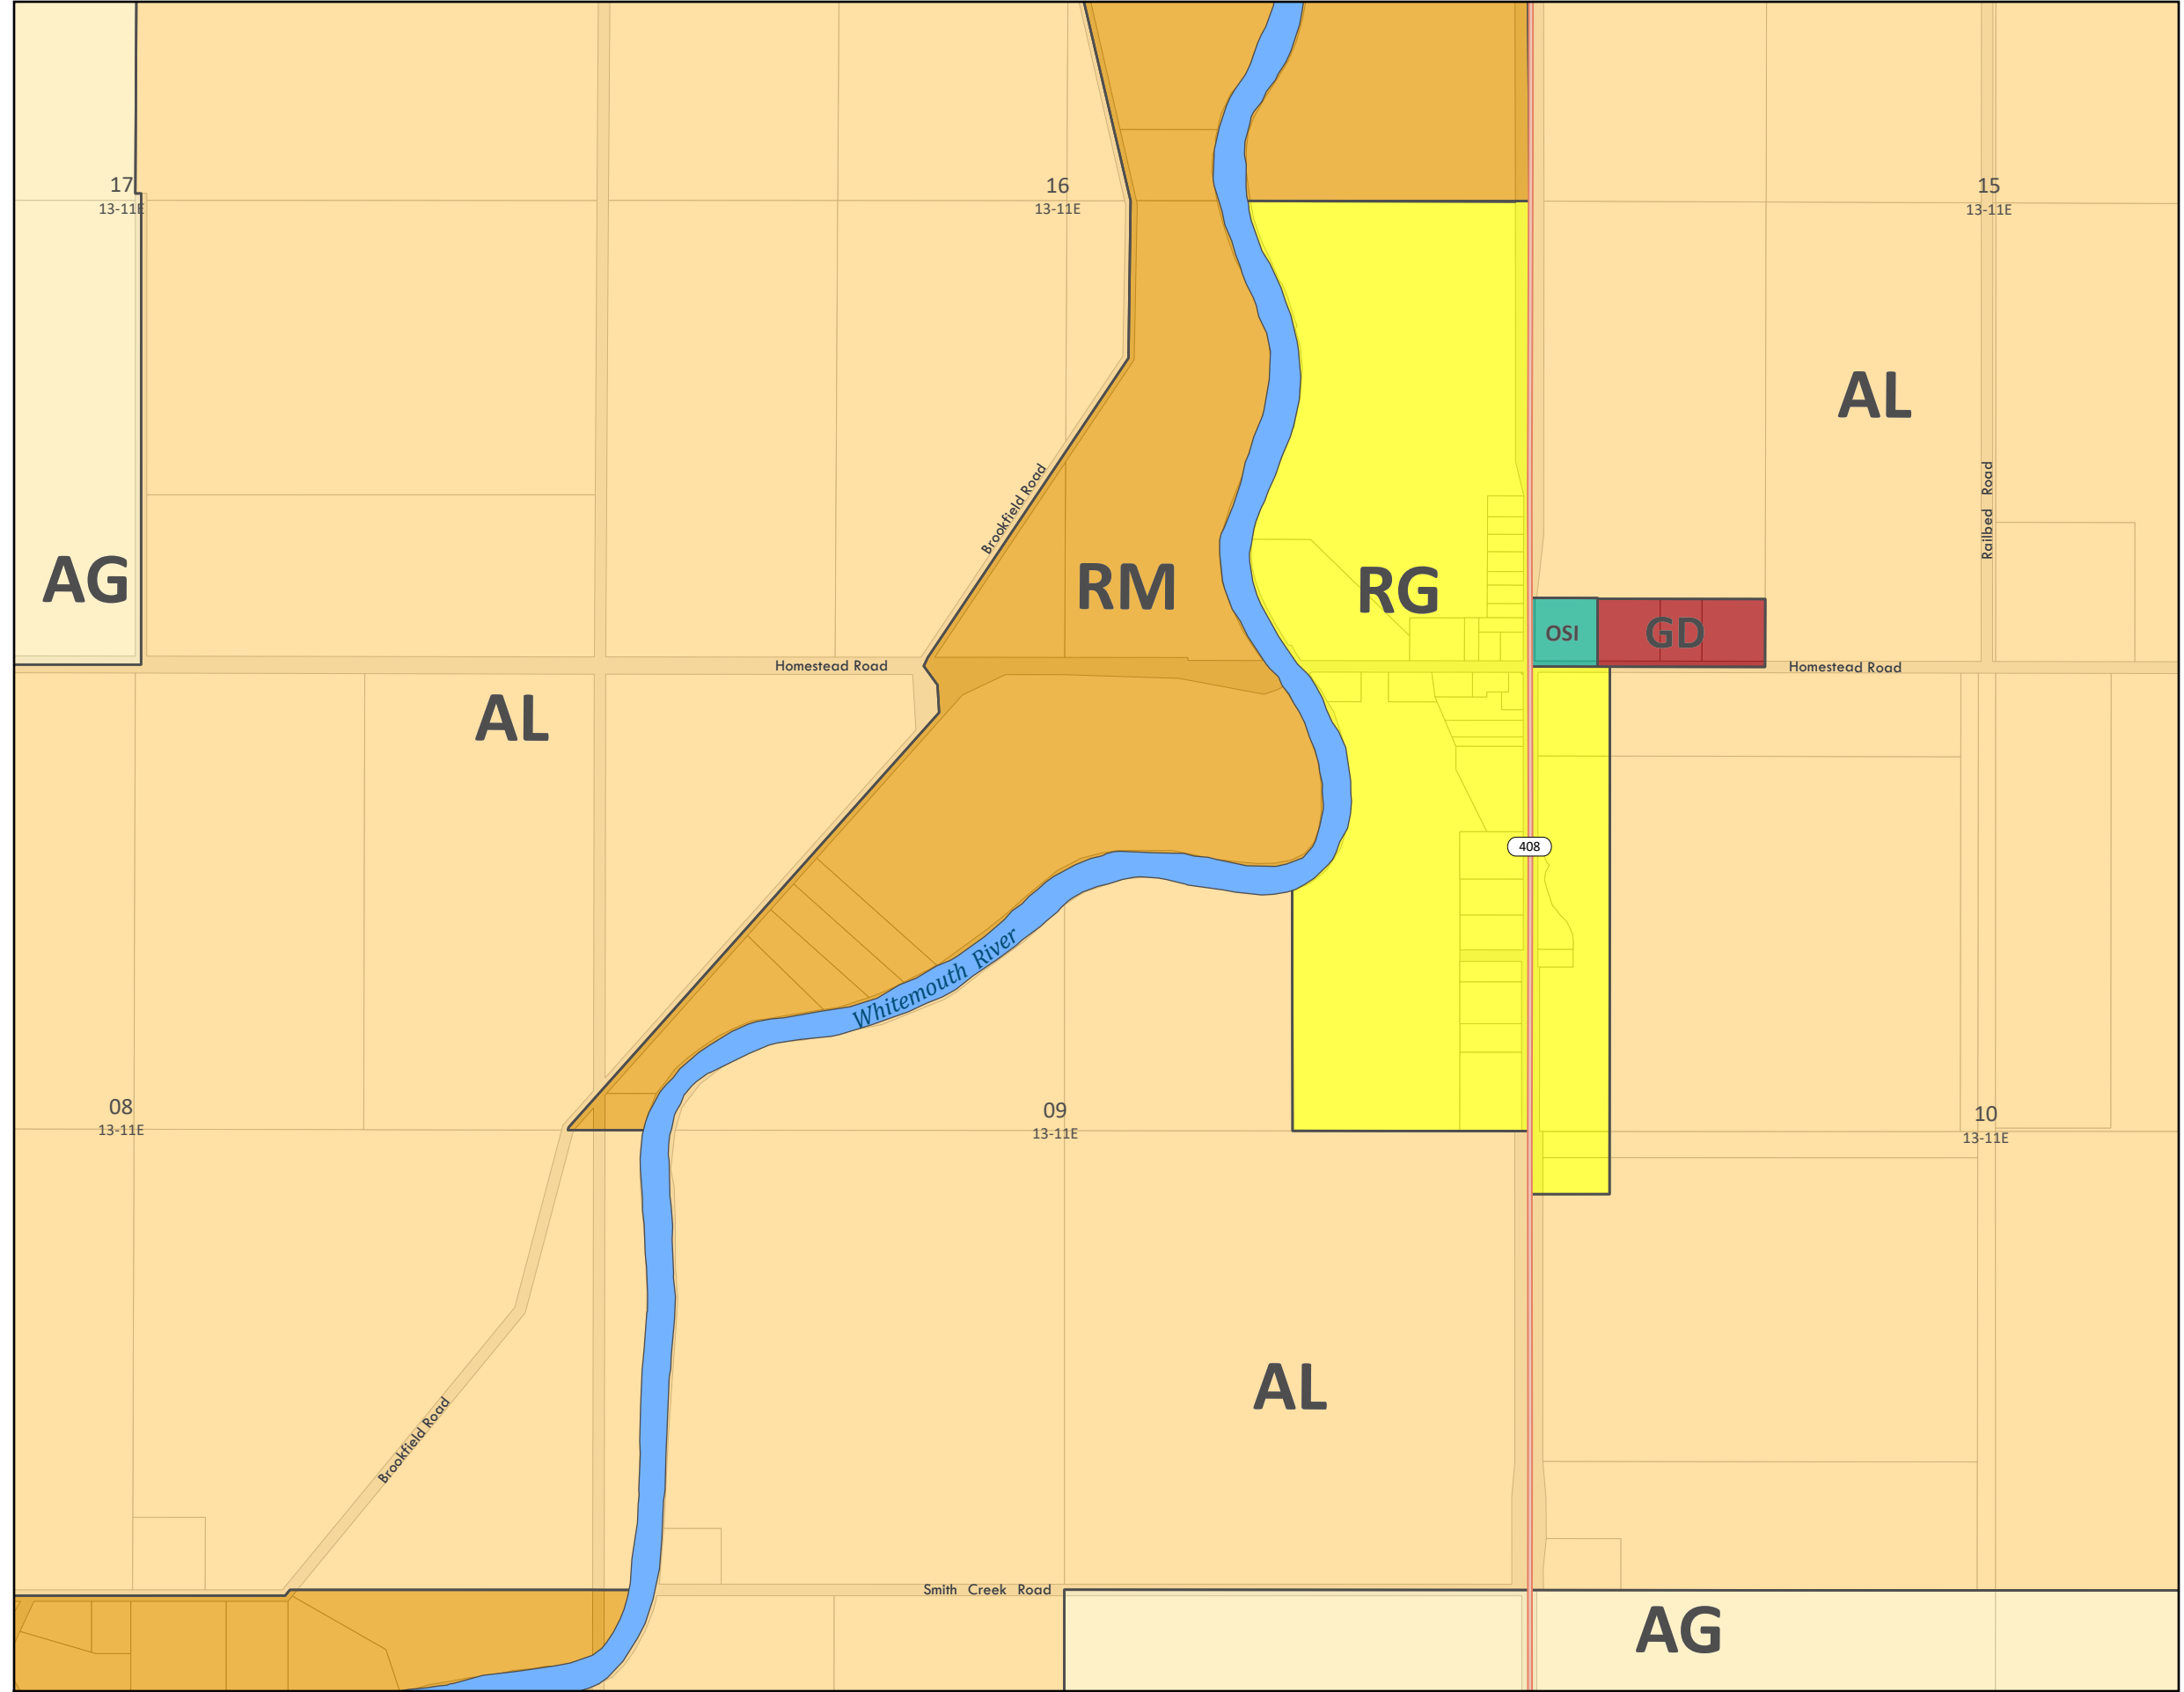 17
13-11E
16
13-11E
15
13-11E
AL
Brookfield Road
Railbed Road
AG
RM
RG
OSI
GD
Homestead Road
Homestead Road
AL
408
Whitemouth River
08
13-11E
09
13-11E
10
13-11E
AL
Brookfield Road
Smith Creek Road
AG